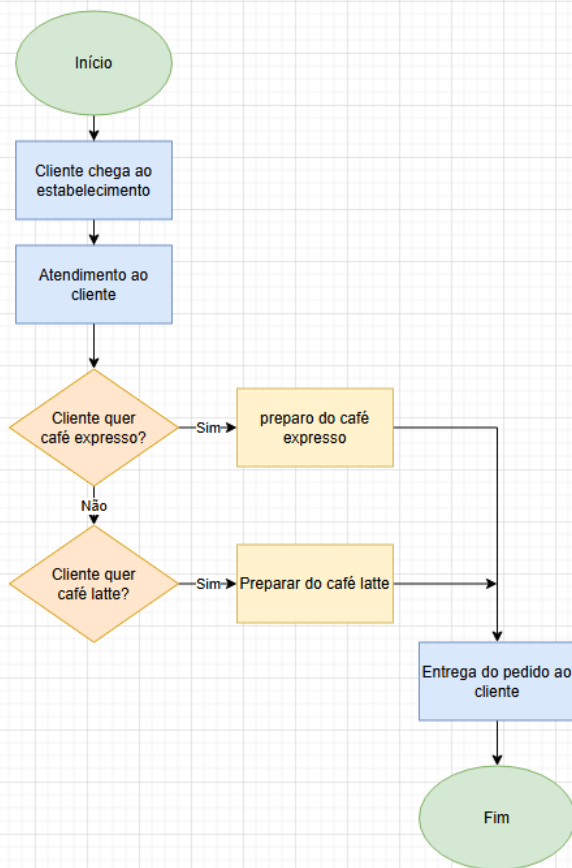 Início
Cliente chega ao
estabelecimento
Atendimento ao
cliente
Cliente quer
café expresso?
Sim
preparo do café
expresso
Não
Cliente quer
café latte?
Sim
Preparar do café latte
Entrega do pedido ao
cliente
Fim